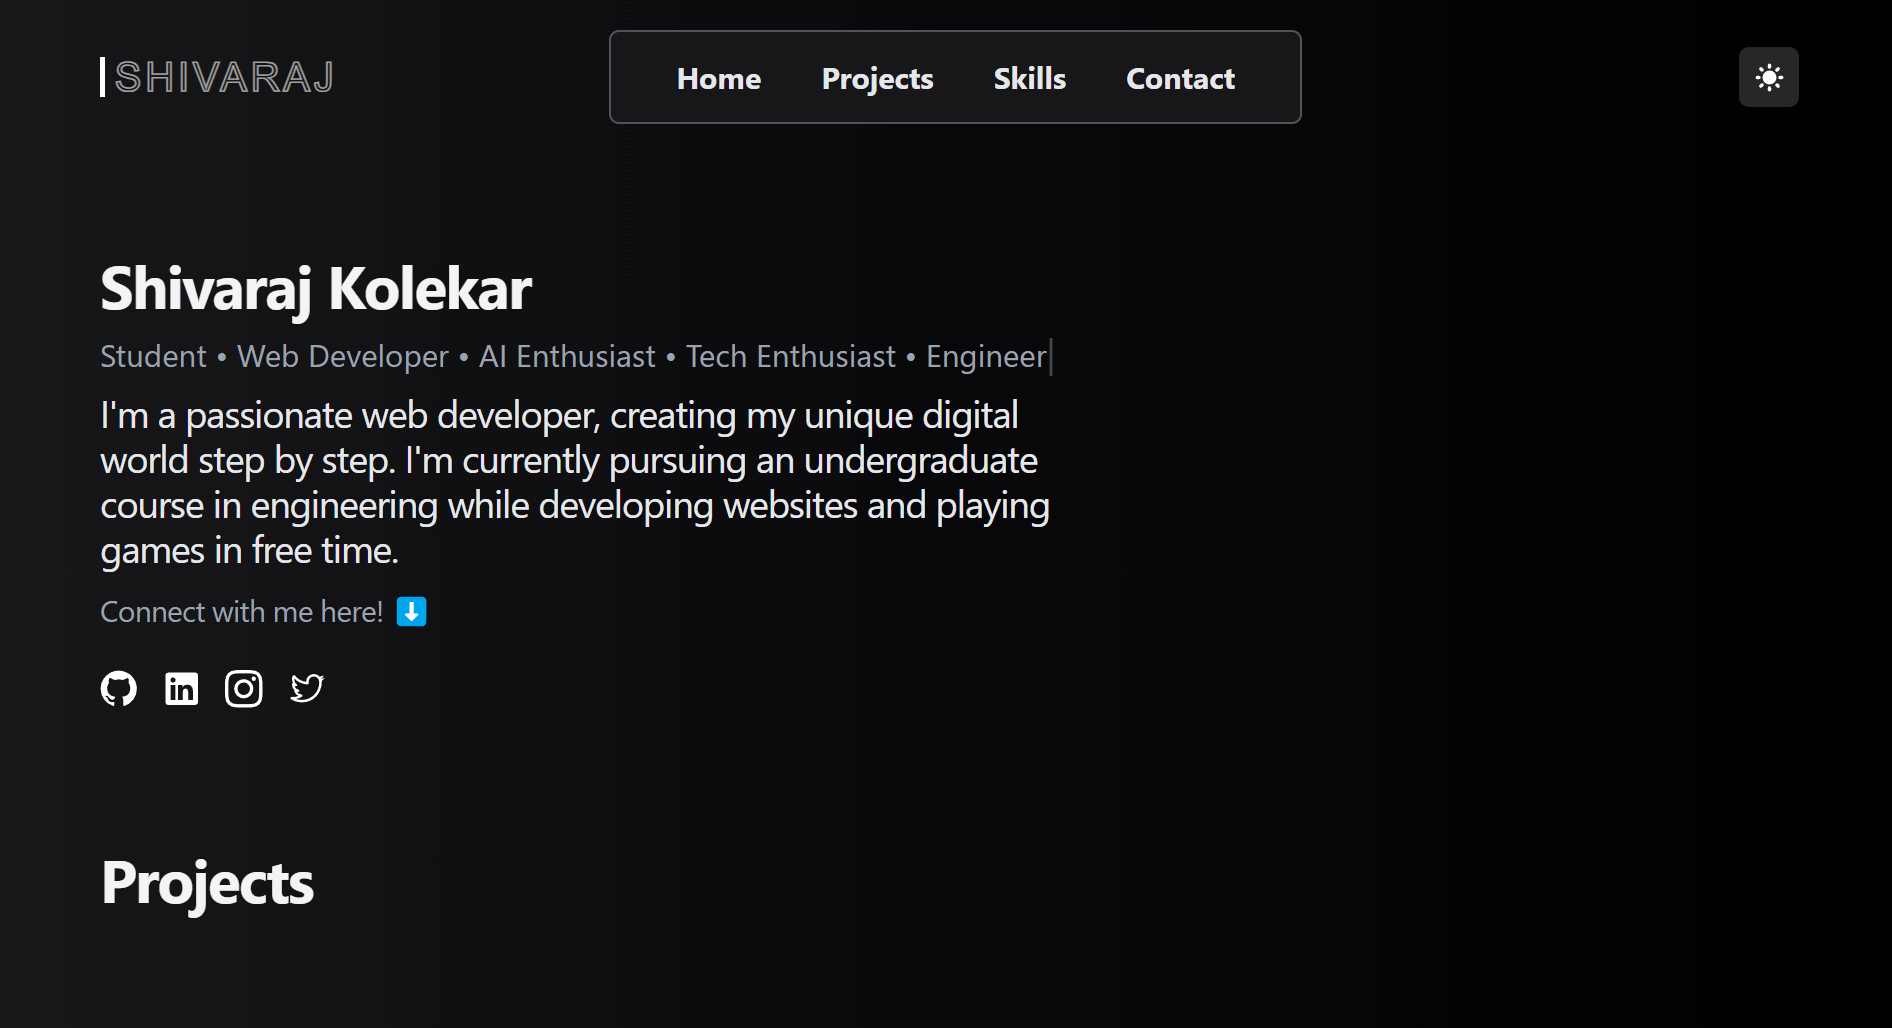 SHIVARAJ
Home Projects Skills Contact
Shivaraj Kolekar
Student • Web Developer • AI Enthusiast • Tech Enthusiast • Engineer
I'm a passionate web developer, creating my unique digital
world step by step. I'm currently pursuing an undergraduate
course in engineering while developing websites and playing
games in free time.
Connect with me here! ⬇️
in
Projects